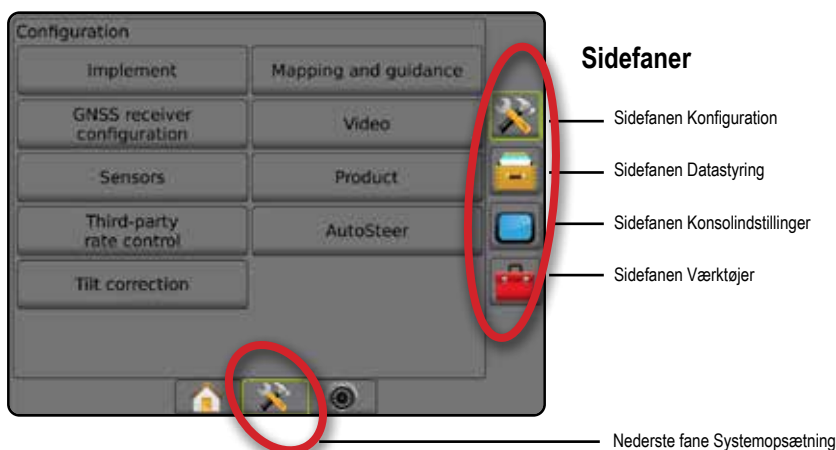 Configuration
Implement
Mapping and guidance
GNSS receiver
configuration
Video
Sensors
Product
Third-party
rate control
AutoSteer
Tilt correction
Sidefaner
Sidefanen Konfiguration
Sidefanen Datastyring
Sidefanen Konsolindstillinger
Sidefanen Værktøjer
Nederste fane Systemopsætning